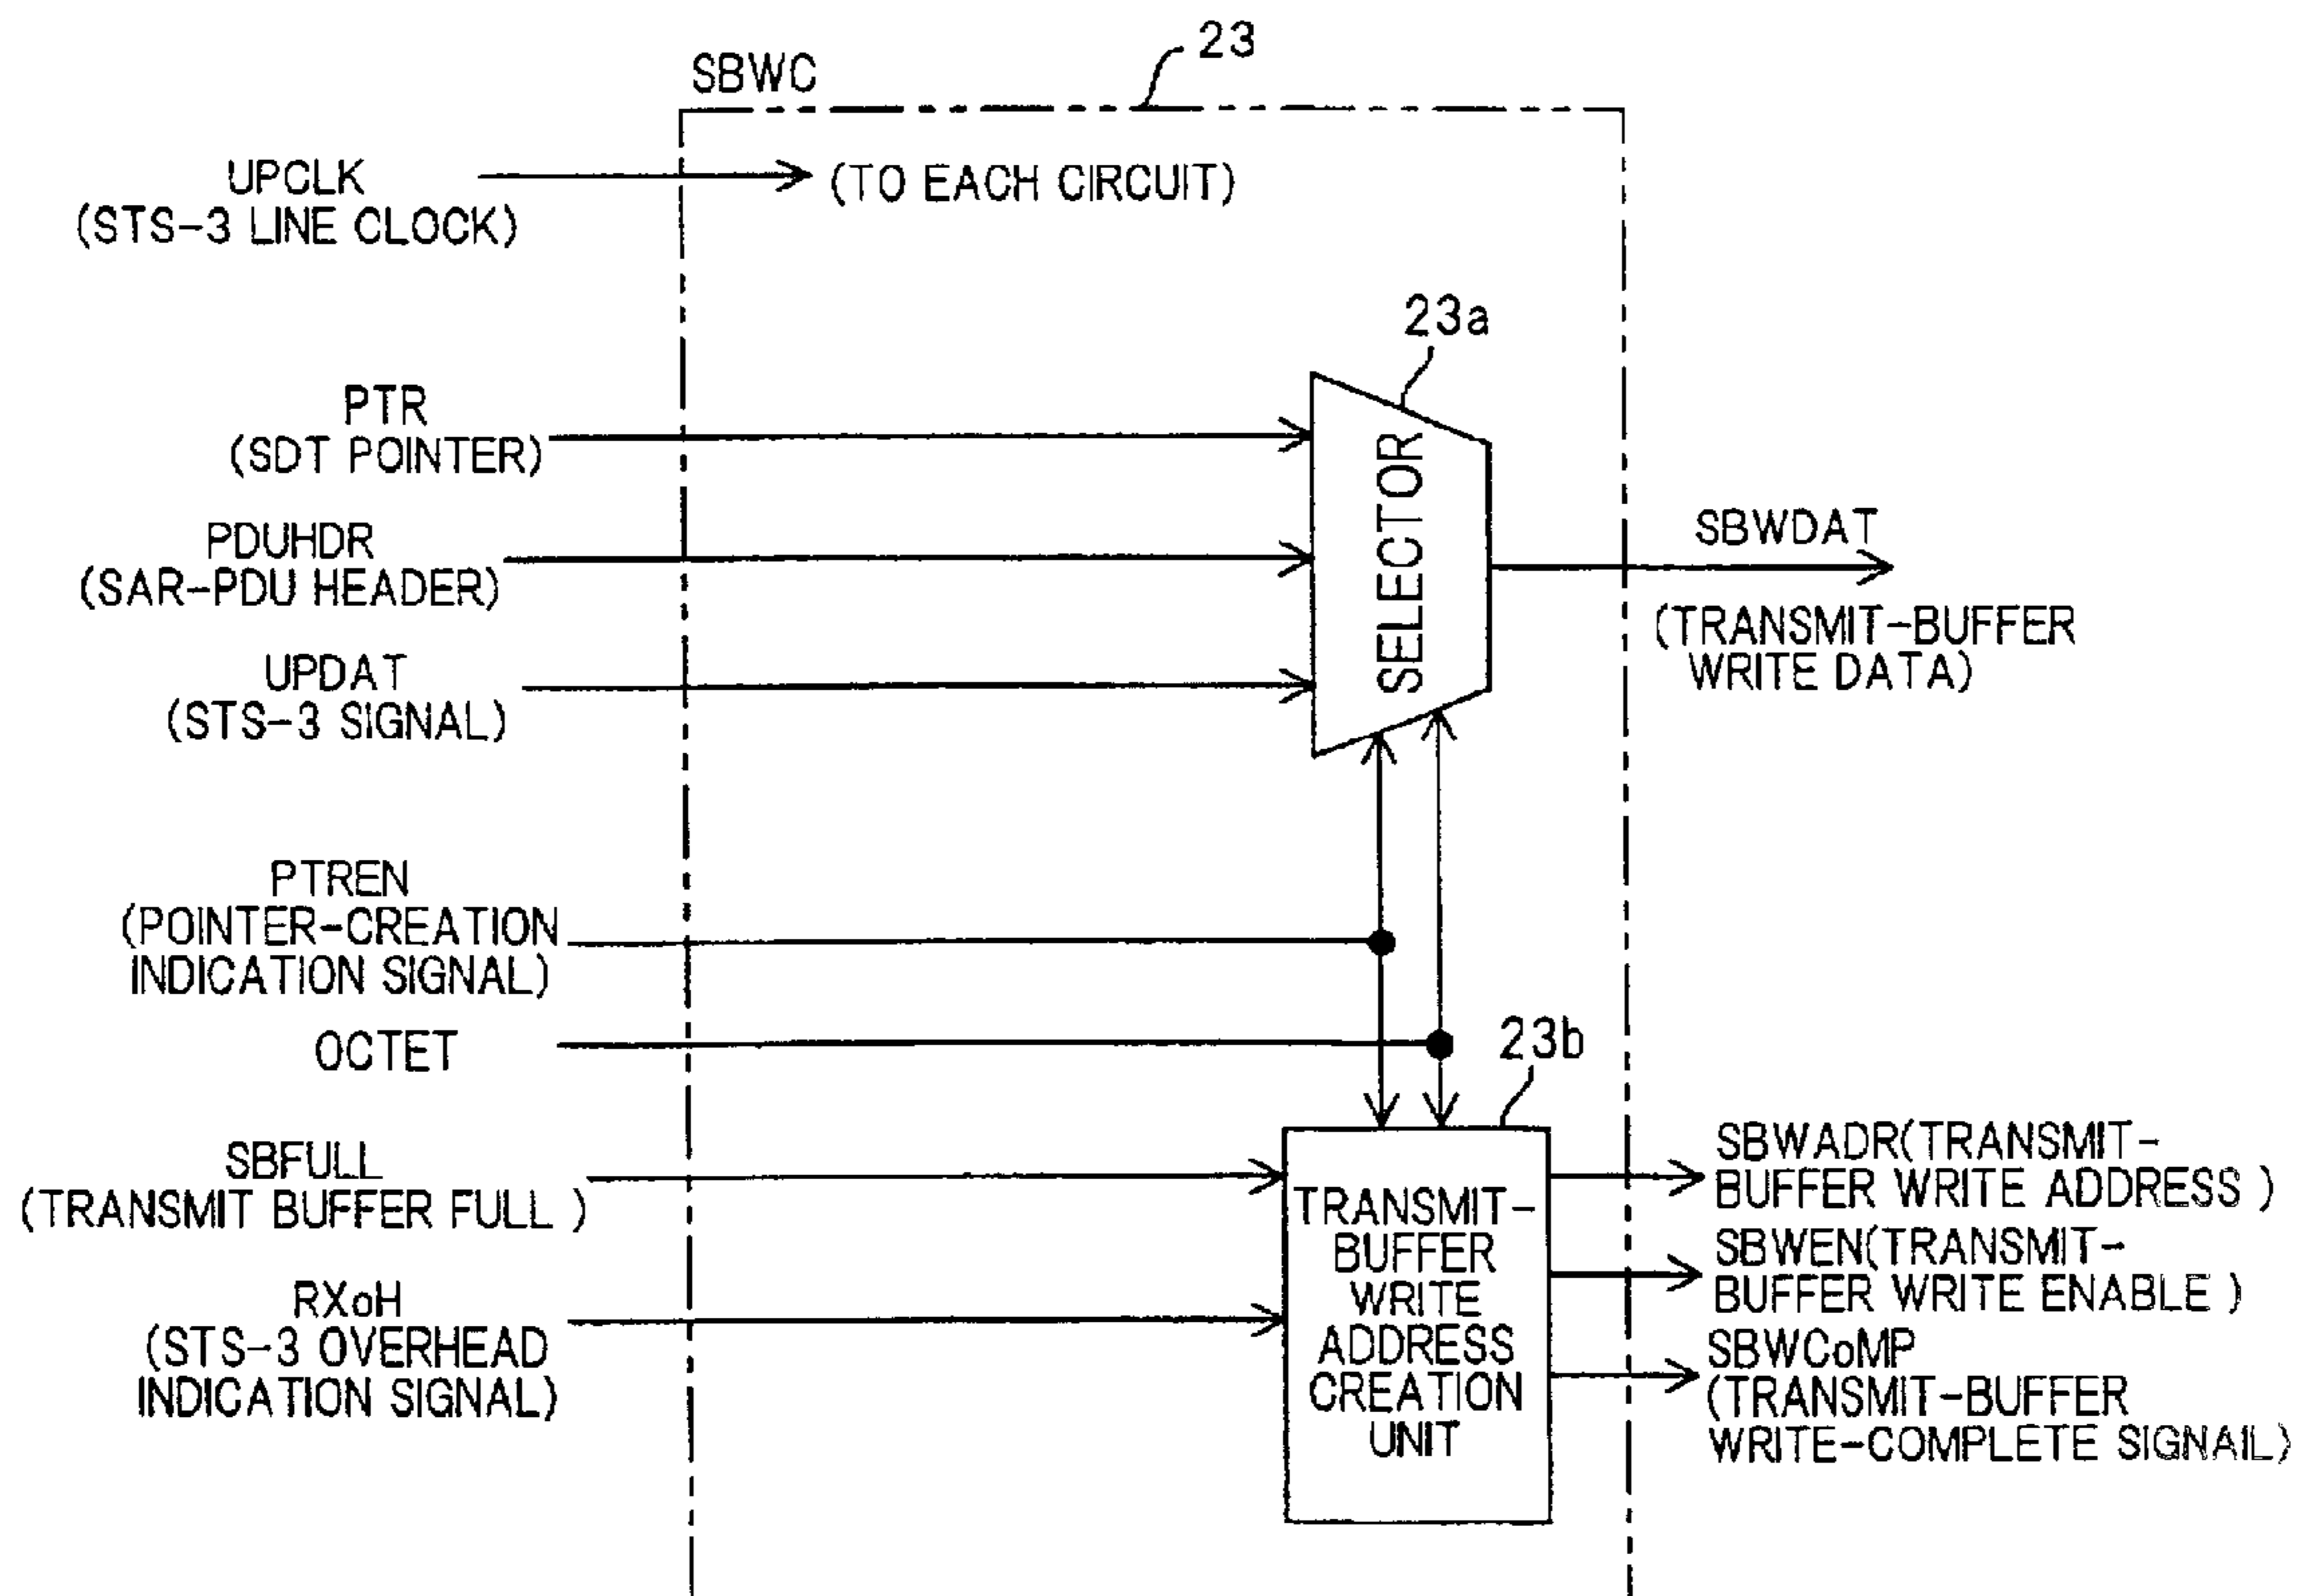 23
SBWC
UPCLK
(STS-3 LINE CLOCK)
(TO EACH CIRCUIT)
23a
PTR
(SDT POINTER)
PDUHDR
(SAR-PDU HEADER)
UPDAT
(STS-3 SIGNAL)
SELECTOR
SBWDAT
(TRANSMIT-BUFFER
WRITE DATA)
PTREN
(POINTER-CREATION
INDICATION SIGNAL)
OCTET
23b
SBFULL
(TRANSMIT BUFFER FULL )
RXoH
(STS-3 OVERHEAD
INDICATION SIGNAL)
TRANSMIT-
BUFFER
WRITE
ADDRESS
CREATION
UNIT
SBWADR(TRANSMIT-
BUFFER WRITE ADDRESS )
SBWEN(TRANSMIT-
BUFFER WRITE ENABLE )
SBWCoMP
(TRANSMIT-BUFFER
WRITE-COMPLETE SIGNAIL)